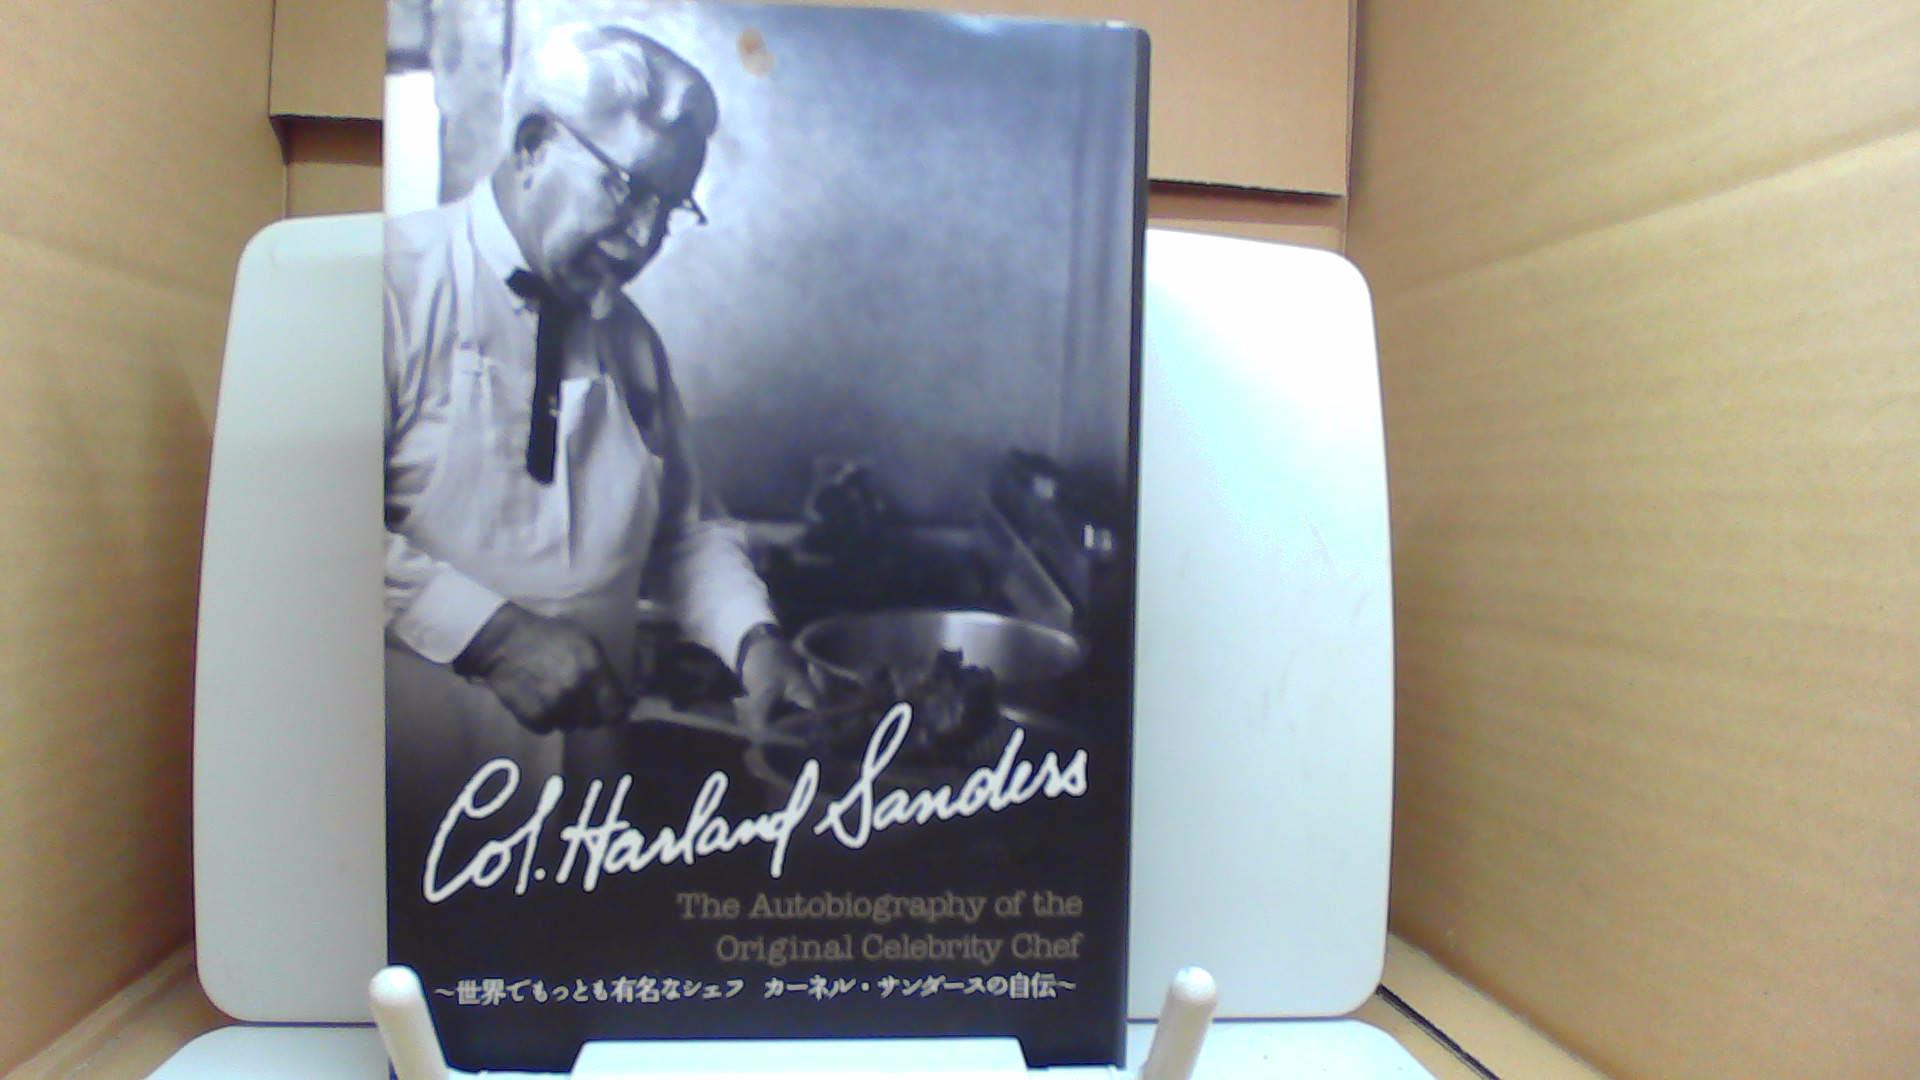 Col. Harland Sanders
The Autobiography of the
Original Celebrity Chef
~世界でもっとも有名なシェフ カーネル・サンダースの自伝~